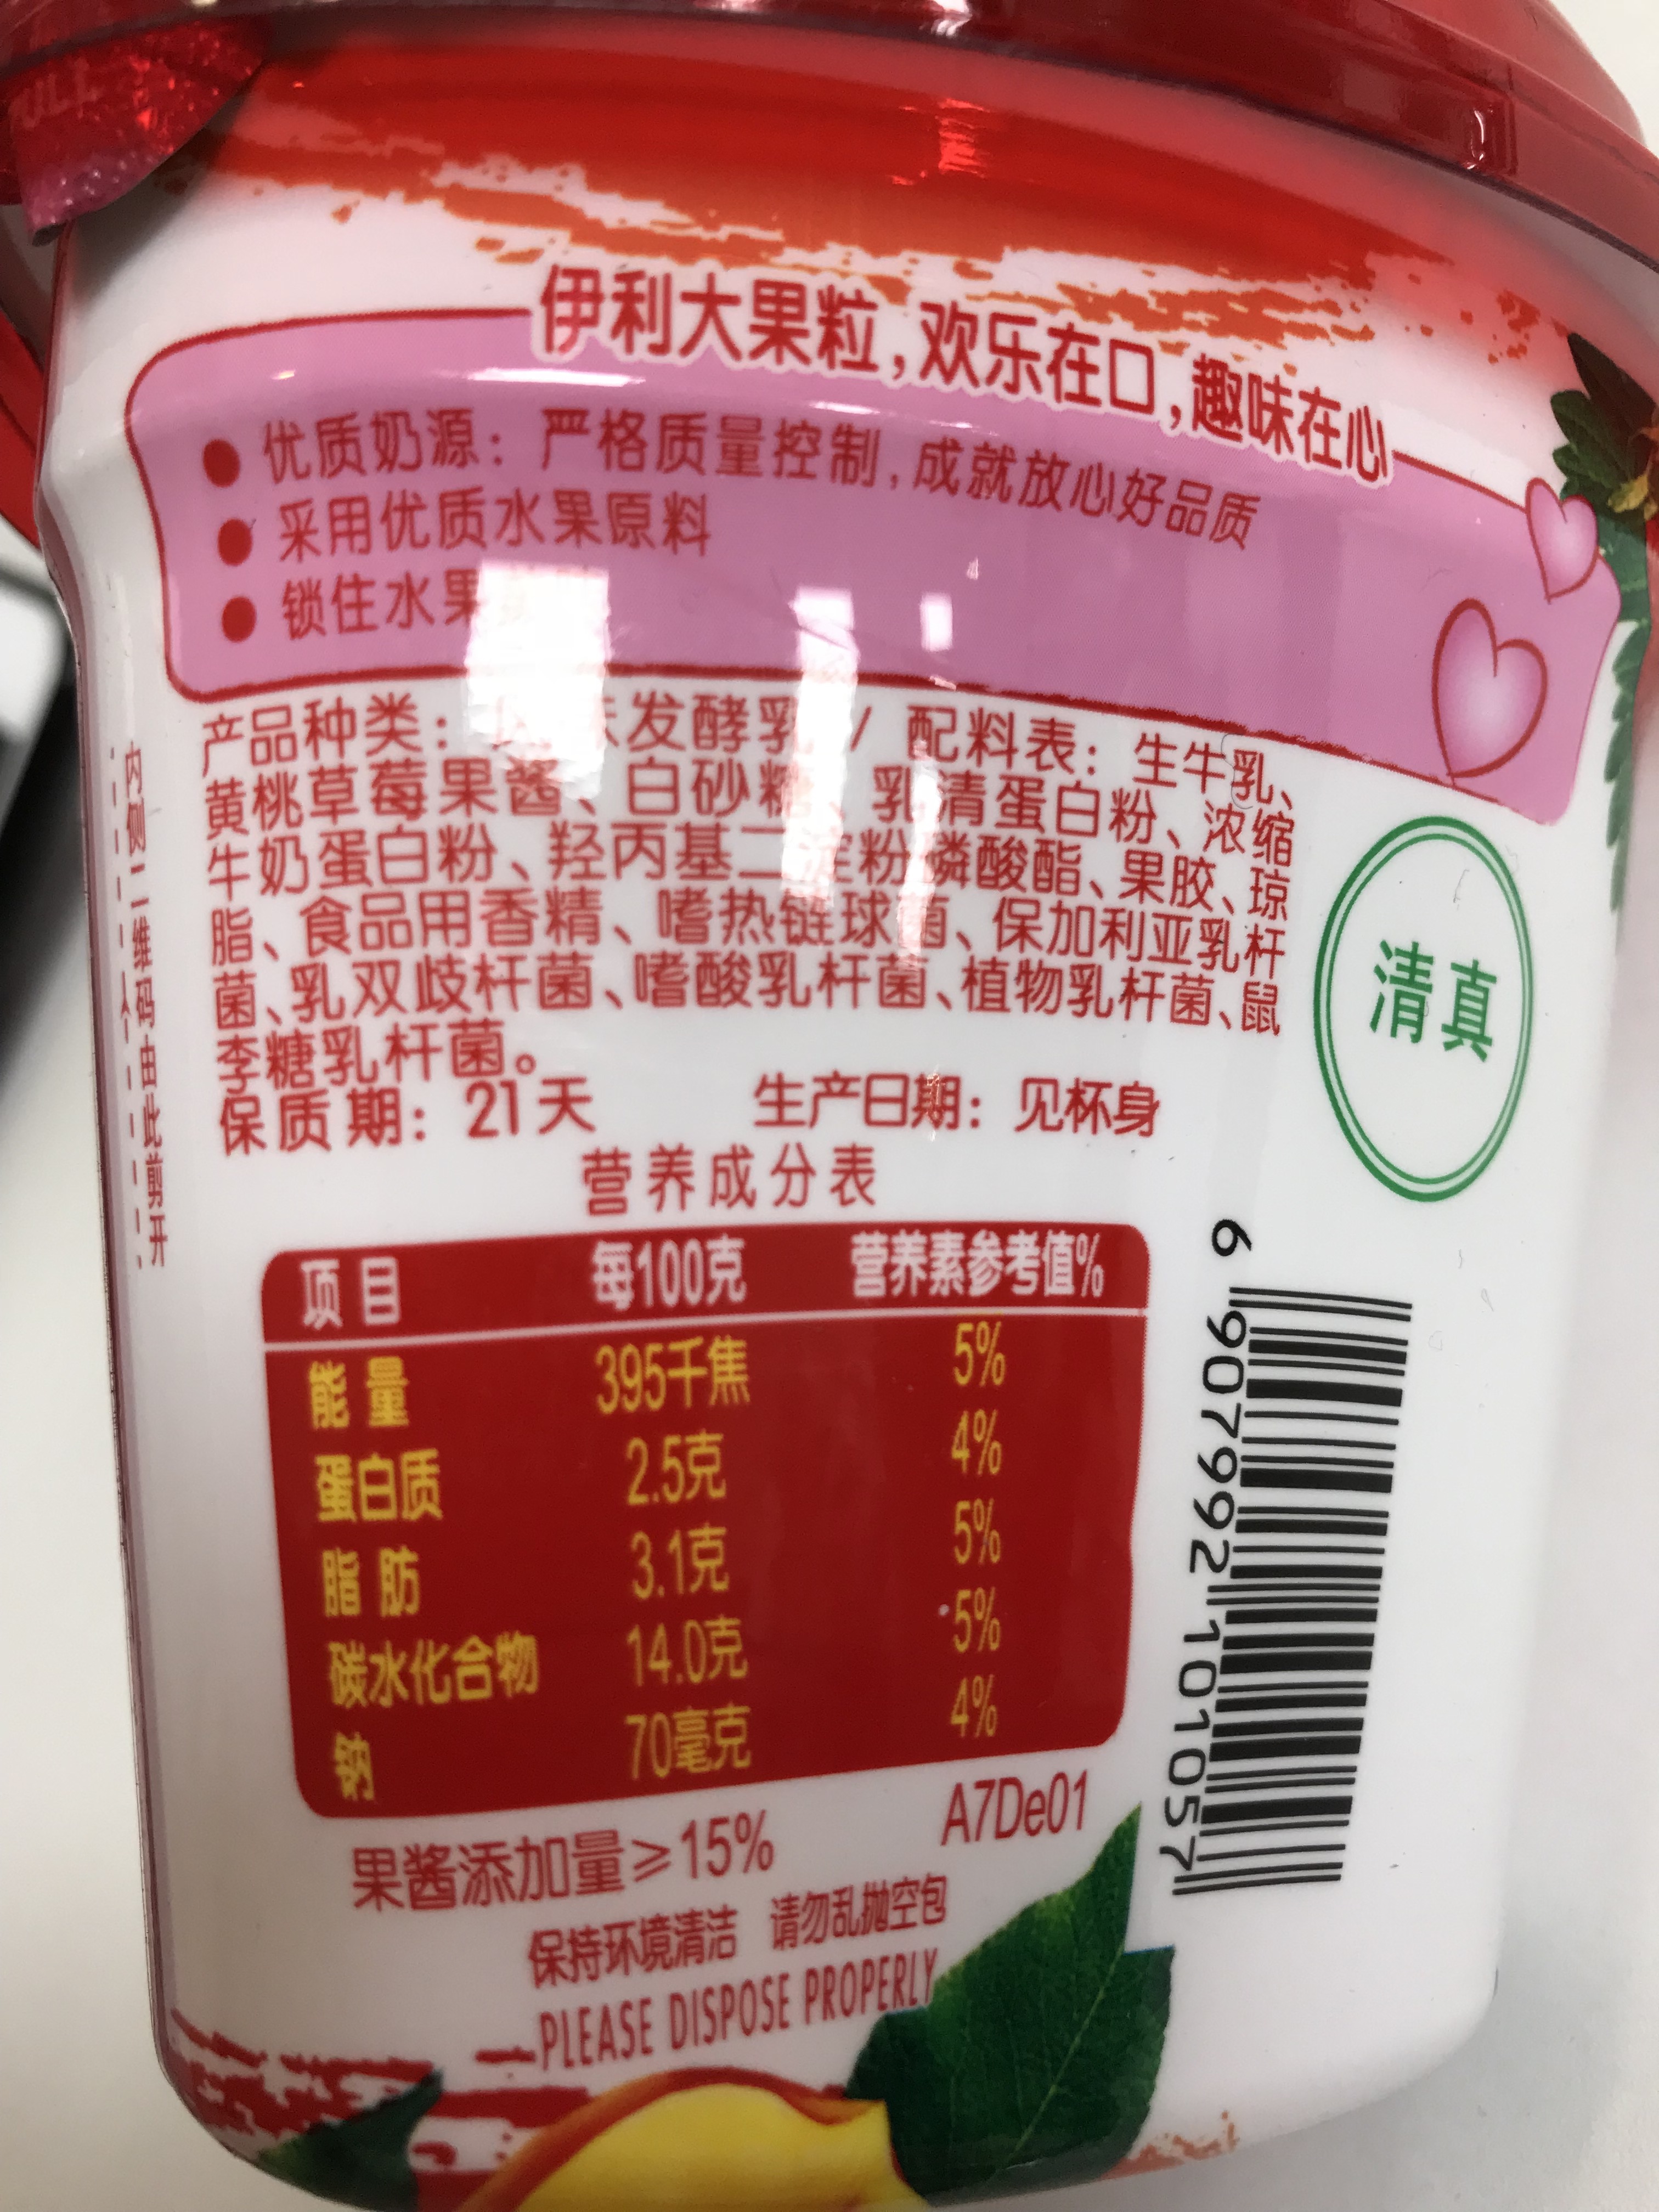 PULL
伊利大果粒,欢乐在口,趣味在心
● 优质奶源：严格质量控制,成就放心好品质
● 采用优质水果原料
● 锁住水果
产品种类：风味发酵乳 / 配料表：生牛乳、
黄桃草莓果酱、白砂糖、乳清蛋白粉、浓缩
牛奶蛋白粉、羟丙基二淀粉磷酸酯、果胶、琼
脂、食品用香精、嗜热链球菌、保加利亚乳杆
菌、乳双歧杆菌、嗜酸乳杆菌、植物乳杆菌、鼠
李糖乳杆菌。
保质期：21天 生产日期：见杯身
营养成分表
项目 每100克 营养素参考值%
能量 395千焦 5%
蛋白质 2.5克 4%
脂肪 3.1克 5%
碳水化合物 14.0克 5%
钠 70毫克 4%
果酱添加量≥15% A7De01
保持环境清洁 请勿乱抛空包
PLEASE DISPOSE PROPERLY
内侧二维码由此剪开
清真
6 907992 101057